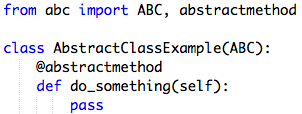 from abc import ABC, abstractmethod

class AbstractClassExample(ABC):
    @abstractmethod
    def do_something(self):
        pass